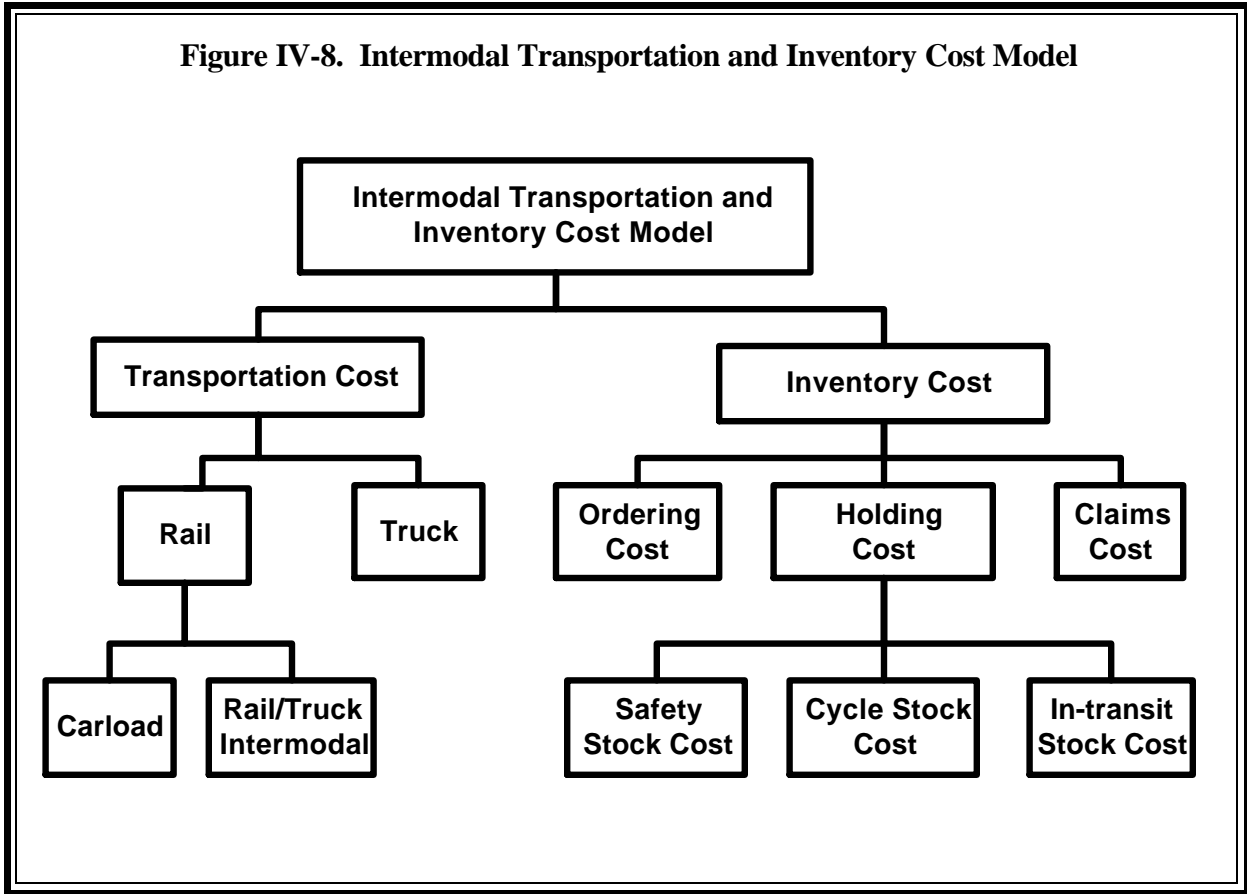 Figure IV-8.  Intermodal Transportation and Inventory Cost Model
Intermodal Transportation and
Inventory Cost Model
Transportation Cost
Inventory Cost
Rail
Truck
Ordering
Cost
Holding
Cost
Claims
Cost
Carload
Rail/Truck
Intermodal
Safety
Stock Cost
Cycle Stock
Cost
In-transit
Stock Cost